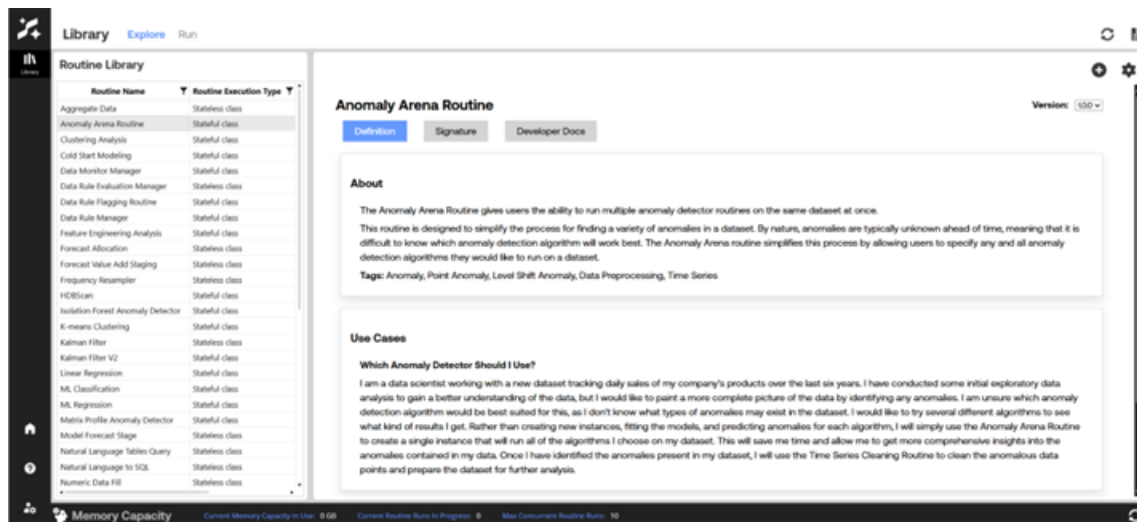 Library Explore Run
Library
Routine Library
Routine Name Routine Execution Type
Aggregate Data Stateless class
Anomaly Arena Routine Stateful class
Clustering Analysis Stateful class
Cold Start Modeling Stateful class
Data Monitor Manager Stateless class
Data Rule Evaluation Manager Stateless class
Data Rule Flagging Routine Stateless class
Data Rule Manager Stateless class
Feature Engineering Analysis Stateless class
Forecast Allocation Stateless class
Forecast Value Add Staging Stateless class
Frequency Resampler Stateful class
HDBScan Stateful class
Isolation Forest Anomaly Detector Stateful class
K-means Clustering Stateful class
Kalman Filter Stateful class
Kalman Filter V2 Stateful class
Linear Regression Stateful class
ML Classification Stateful class
ML Regression Stateful class
Matrix Profile Anomaly Detector Stateful class
Model Forecast Stage Stateless class
Natural Language Tables Query Stateless class
Natural Language to SQL Stateless class
Numeric Data Fill Stateless class
Anomaly Arena Routine
Version: 1.0.0
Definition Signature Developer Docs
About
The Anomaly Arena Routine gives users the ability to run multiple anomaly detector routines on the same dataset at once.
This routine is designed to simplify the process for finding a variety of anomalies in a dataset. By nature, anomalies are typically unknown ahead of time, meaning that it is
difficult to know which anomaly detection algorithm will work best. The Anomaly Arena routine simplifies this process by allowing users to specify any and all anomaly
detection algorithms they would like to run on a dataset.
Tags: Anomaly, Point Anomaly, Level Shift Anomaly, Data Preprocessing, Time Series
Use Cases
Which Anomaly Detector Should I Use?
I am a data scientist working with a new dataset tracking daily sales of my company's products over the last six years. I have conducted some initial exploratory data
analysis to gain a better understanding of the data, but I would like to paint a more complete picture of the data by identifying any anomalies. I am unsure which anomaly
detection algorithm would be best suited for this, as I don't know what types of anomalies may exist in the dataset. I would like to try several different algorithms to see
what kind of results I get. Rather than creating new instances, fitting the models, and predicting anomalies for each algorithm, I will simply use the Anomaly Arena Routine
to create a single instance that will run all of the algorithms I choose on my dataset. This will save me time and allow me to get more comprehensive insights into the
anomalies contained in my data. Once I have identified the anomalies present in my dataset, I will use the Time Series Cleaning Routine to clean the anomalous data
points and prepare the dataset for further analysis.
Memory Capacity Current Memory Capacity In Use: 0 GB Current Routine Runs In Progress: 0 Max Concurrent Routine Runs: 10